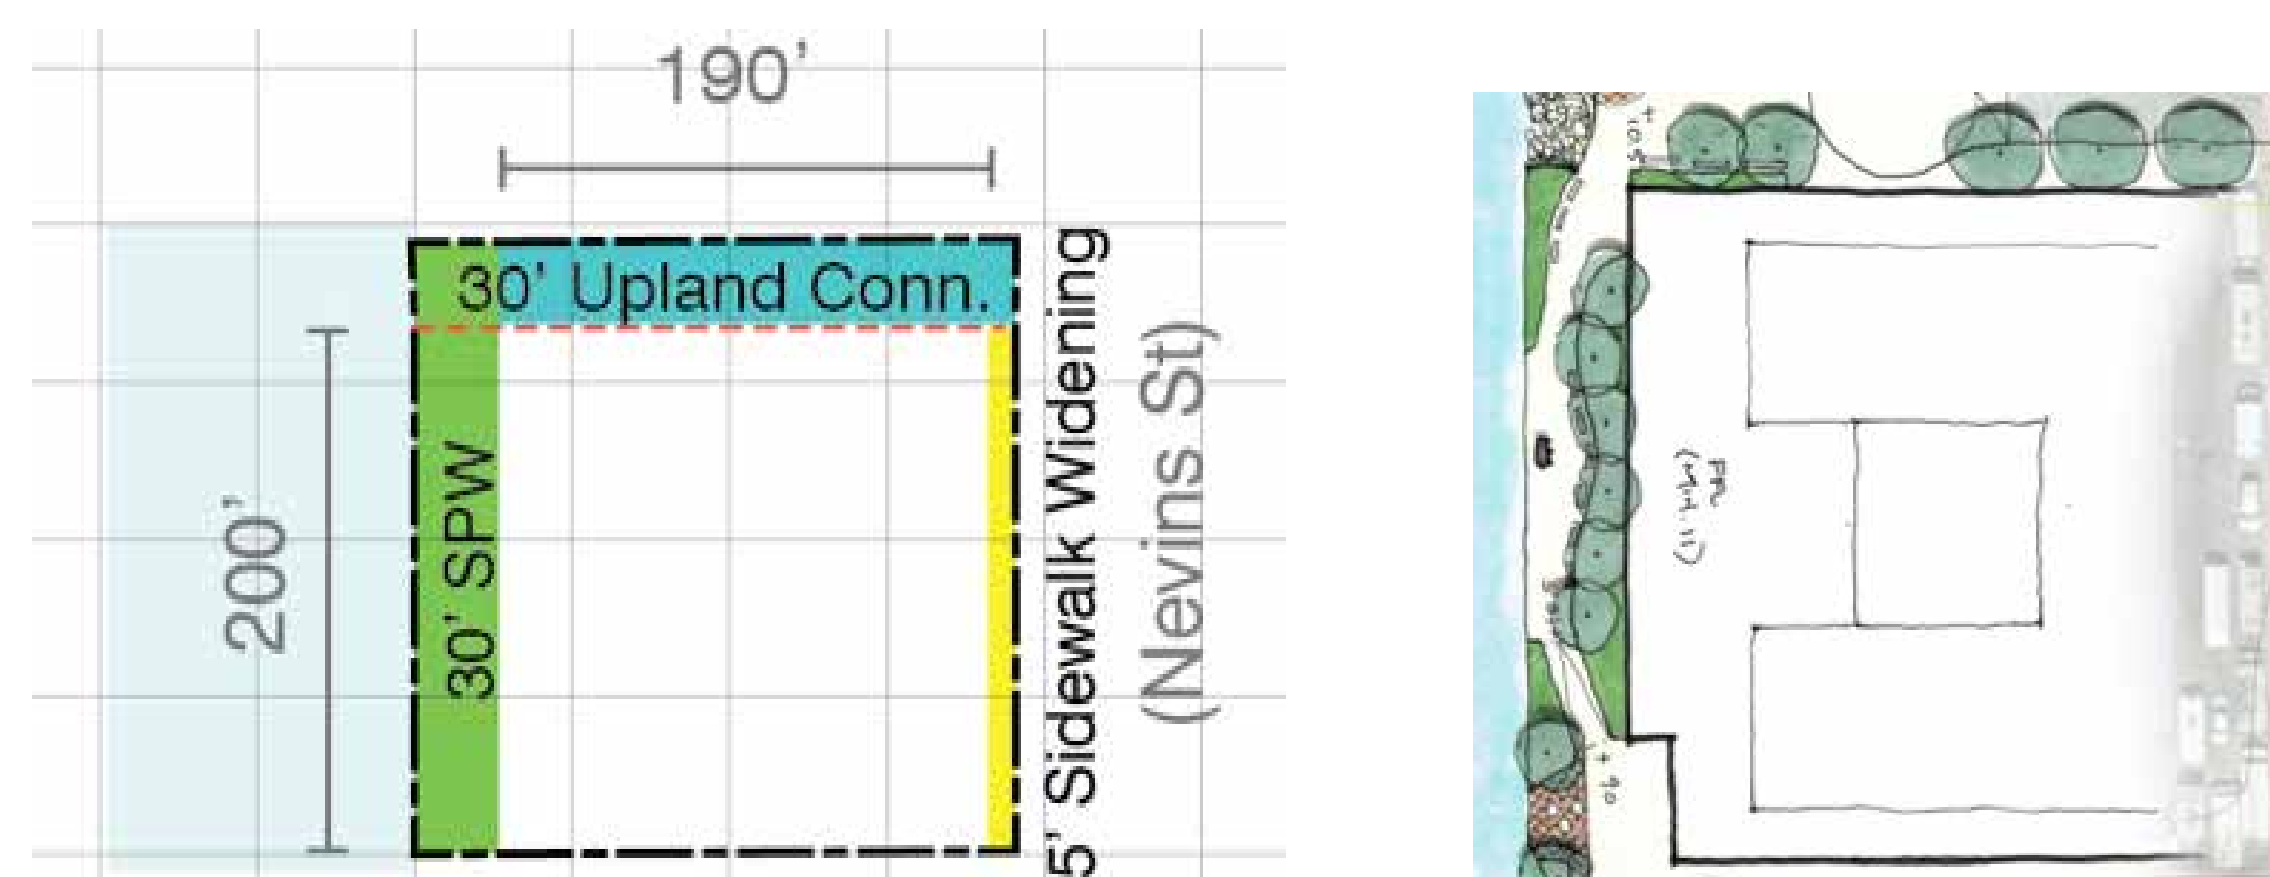 190'
30' Upland Conn.
200'
30' SPW
5' Sidewalk Widening
(Nevins St)